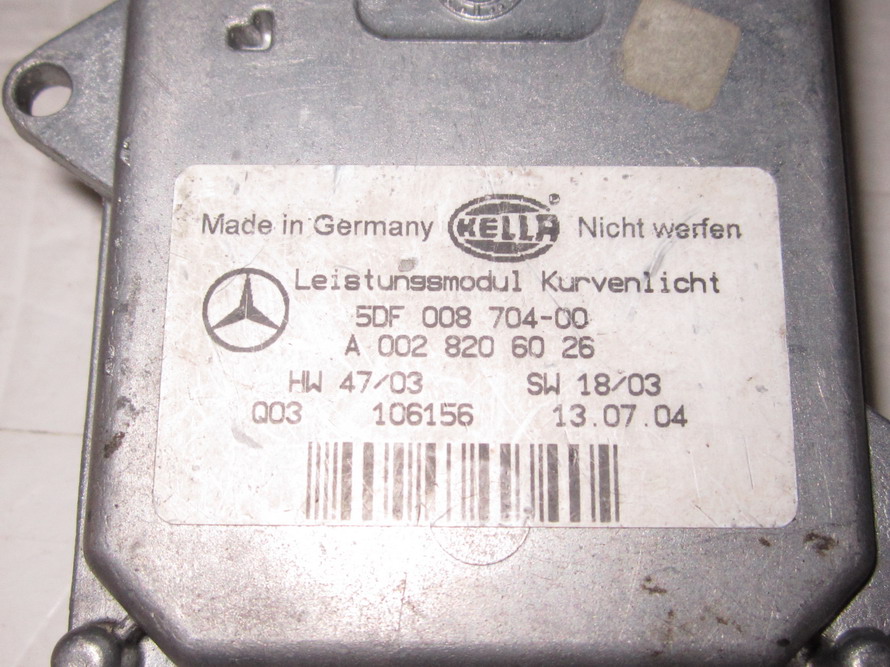 Made in Germany HELLA Nicht werfen
Leistungsmodul Kurvenlicht
5DF 008 704-00
A 002 820 60 26
HW 47/03 SW 18/03
Q03 106156 13.07.04